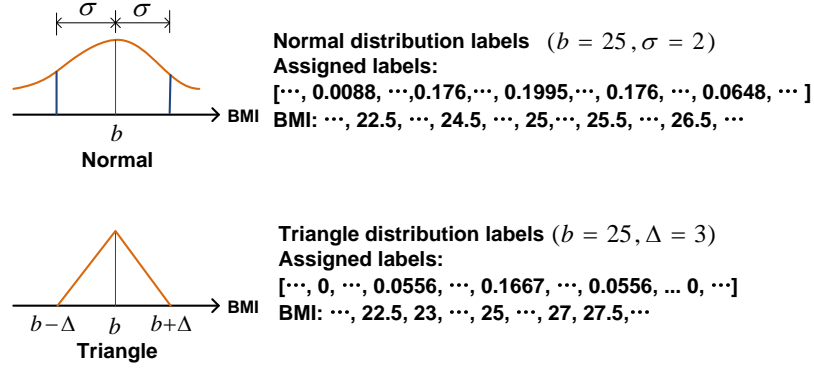 σ σ
Normal distribution labels (b = 25, σ = 2)
Assigned labels:
[···, 0.0088, ···,0.176,···, 0.1995,···, 0.176, ···, 0.0648, ··· ]
BMI
BMI: ···, 22.5, ···, 24.5, ···, 25,···, 25.5, ···, 26.5, ···
b
Normal
Triangle distribution labels (b = 25, Δ = 3)
Assigned labels:
[···, 0, ···, 0.0556, ···, 0.1667, ···, 0.0556, ... 0, ···]
BMI
BMI: ···, 22.5, 23, ···, 25, ···, 27, 27.5,···
b−Δ b b+Δ
Triangle